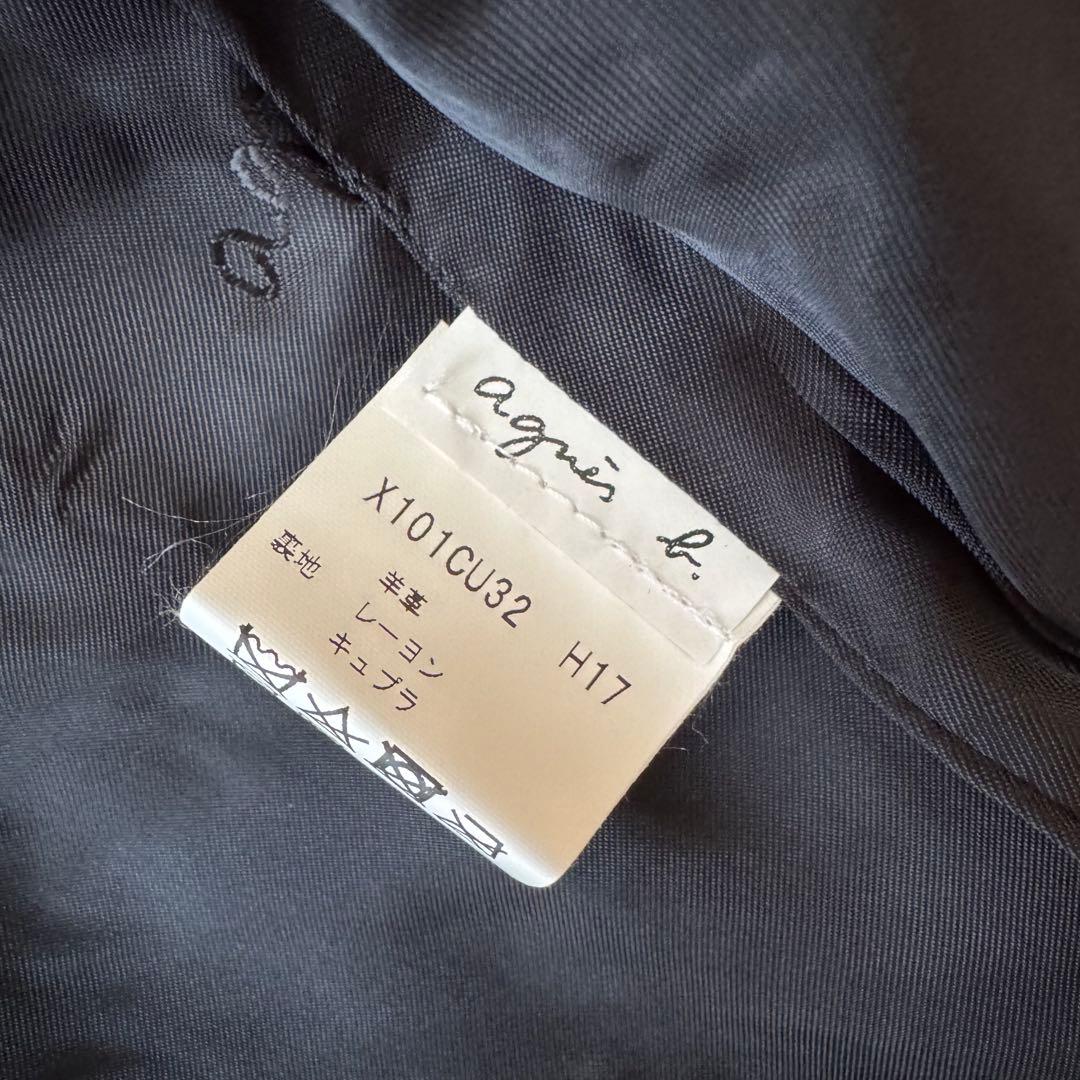 agnès b.
X101CU32 H17
羊革
裏地 レーヨン
キュプラ